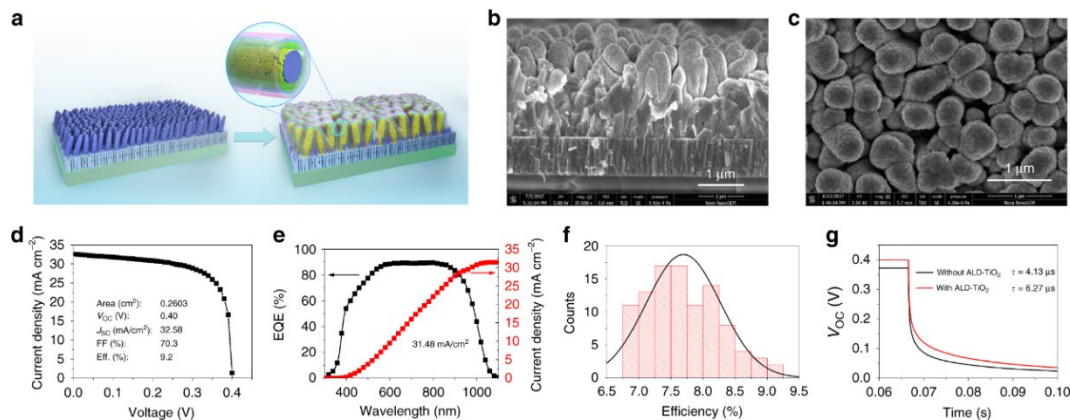 a
b
c
1 μm
1 μm
d
Current density (mA cm⁻²)
35
30
25
20
15
10
5
0
Area (cm²): 0.2603
V_OC (V): 0.40
J_SC (mA/cm²): 32.58
FF (%) 70.3
Eff. (%) 9.2
0.0 0.1 0.2 0.3 0.4
Voltage (V)
e
EQE (%)
100
80
60
40
20
0
31.48 mA/cm²
35
30
25
20
15
10
5
0
Current density (mA cm⁻²)
400 600 800 1000
Wavelength (nm)
f
Counts
20
15
10
5
0
6.5 7.0 7.5 8.0 8.5 9.0 9.5
Efficiency (%)
g
V_OC (V)
0.4
0.3
0.2
0.1
0.0
Without ALD-TiO₂ τ = 4.13 μs
With ALD-TiO₂ τ = 6.27 μs
0.06 0.07 0.08 0.09 0.10
Time (s)